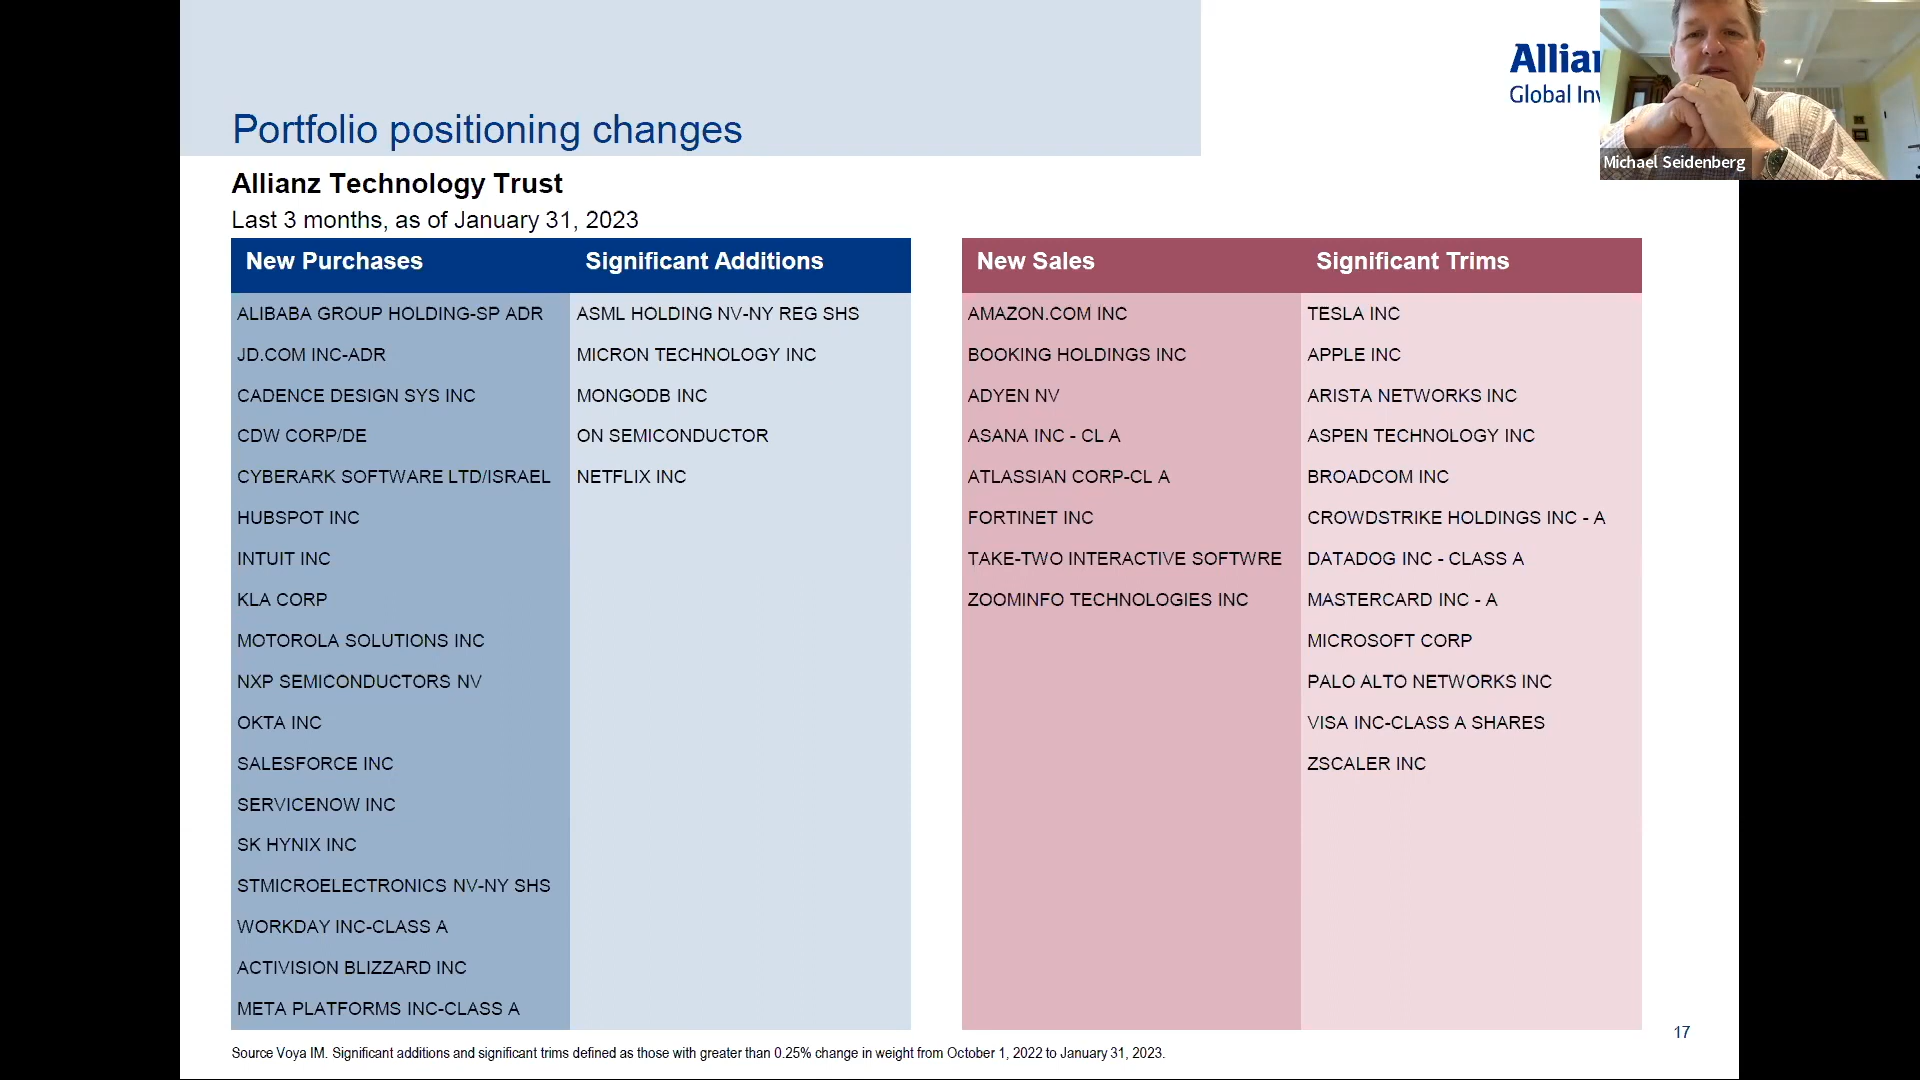 Allian
Global Inv
Michael Seidenberg
Portfolio positioning changes
Allianz Technology Trust
Last 3 months, as of January 31, 2023
New Purchases
ALIBABA GROUP HOLDING-SP ADR
JD.COM INC-ADR
CADENCE DESIGN SYS INC
CDW CORP/DE
CYBERARK SOFTWARE LTD/ISRAEL
HUBSPOT INC
INTUIT INC
KLA CORP
MOTOROLA SOLUTIONS INC
NXP SEMICONDUCTORS NV
OKTA INC
SALESFORCE INC
SERVICENOW INC
SK HYNIX INC
STMICROELECTRONICS NV-NY SHS
WORKDAY INC-CLASS A
ACTIVISION BLIZZARD INC
META PLATFORMS INC-CLASS A
Significant Additions
ASML HOLDING NV-NY REG SHS
MICRON TECHNOLOGY INC
MONGODB INC
ON SEMICONDUCTOR
NETFLIX INC
New Sales
AMAZON.COM INC
BOOKING HOLDINGS INC
ADYEN NV
ASANA INC - CL A
ATLASSIAN CORP-CL A
FORTINET INC
TAKE-TWO INTERACTIVE SOFTWRE
ZOOMINFO TECHNOLOGIES INC
Significant Trims
TESLA INC
APPLE INC
ARISTA NETWORKS INC
ASPEN TECHNOLOGY INC
BROADCOM INC
CROWDSTRIKE HOLDINGS INC - A
DATADOG INC - CLASS A
MASTERCARD INC - A
MICROSOFT CORP
PALO ALTO NETWORKS INC
VISA INC-CLASS A SHARES
ZSCALER INC
17
Source Voya IM. Significant additions and significant trims defined as those with greater than 0.25% change in weight from October 1, 2022 to January 31, 2023.